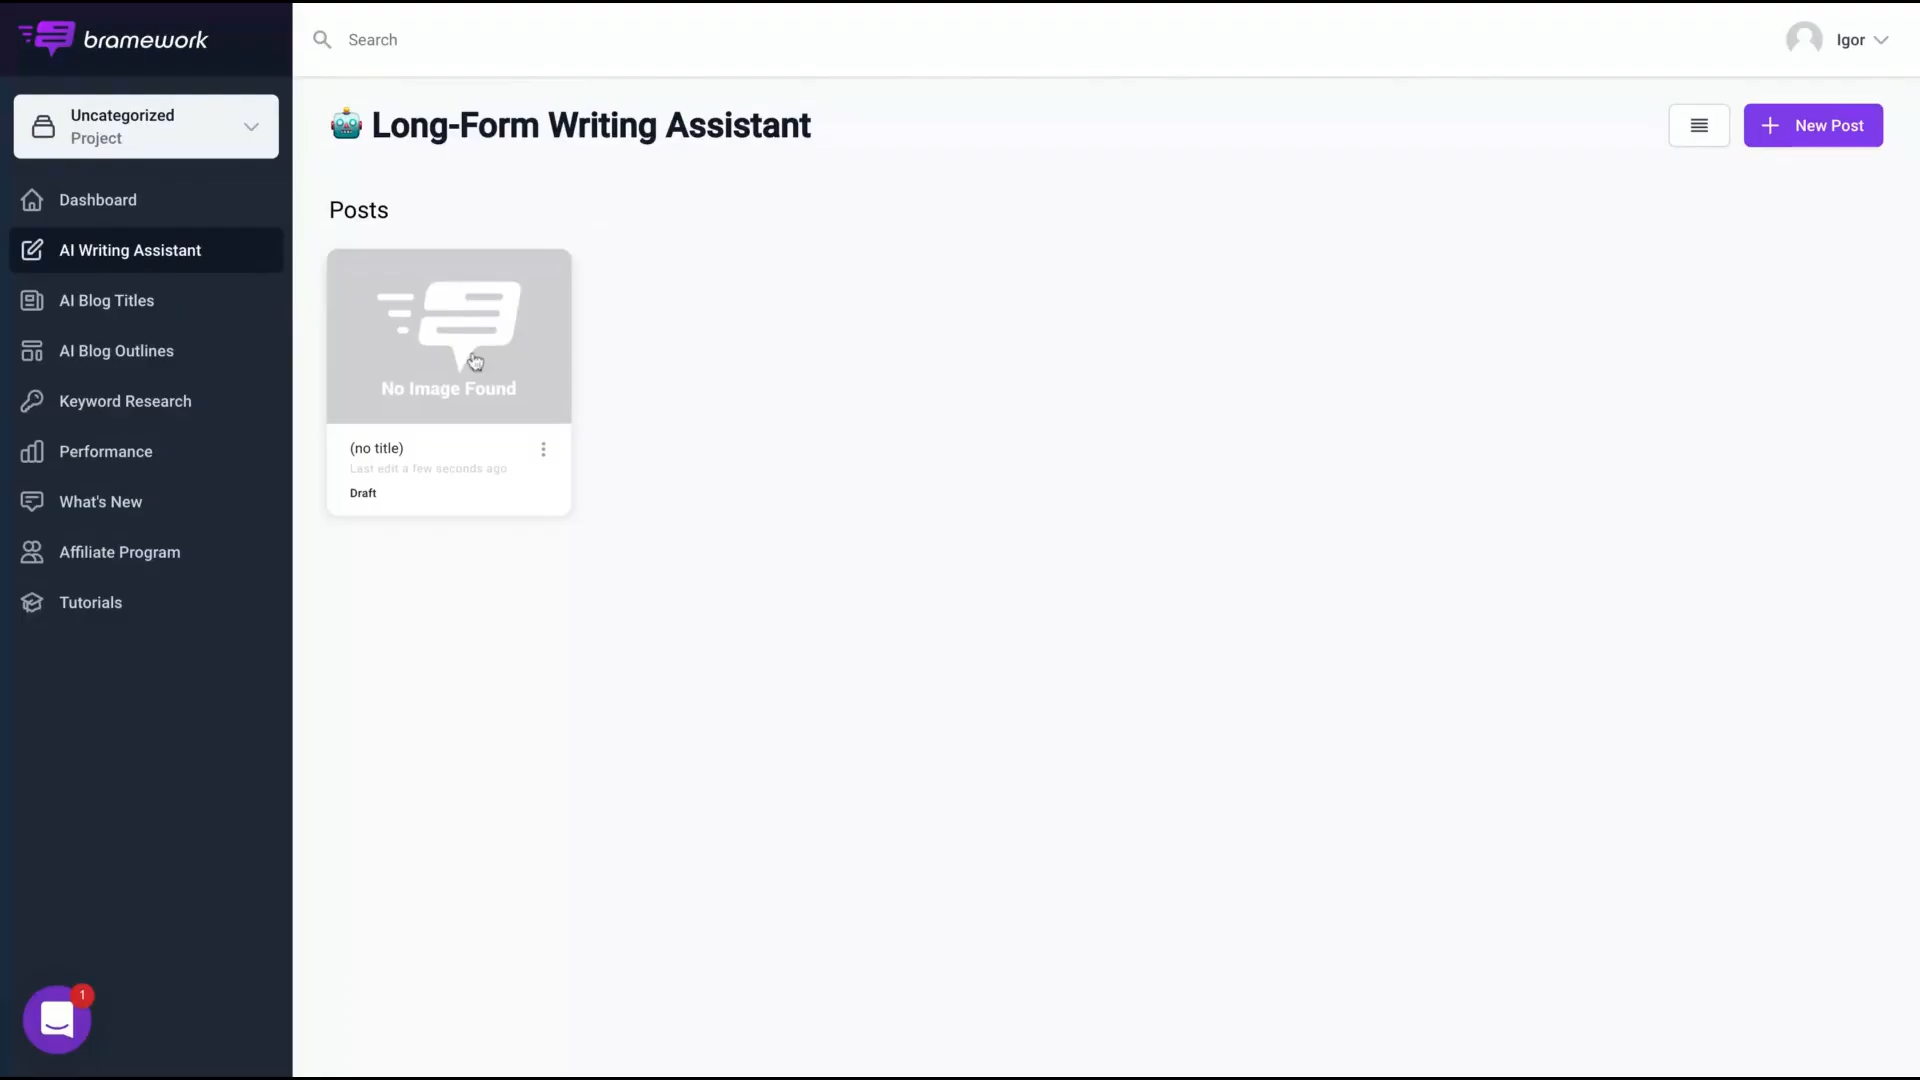 bramework
Search
Igor
Uncategorized
Project
Dashboard
AI Writing Assistant
AI Blog Titles
AI Blog Outlines
Keyword Research
Performance
What's New
Affiliate Program
Tutorials
1
Long-Form Writing Assistant
New Post
Posts
No Image Found
(no title)
Last edit a few seconds ago
Draft